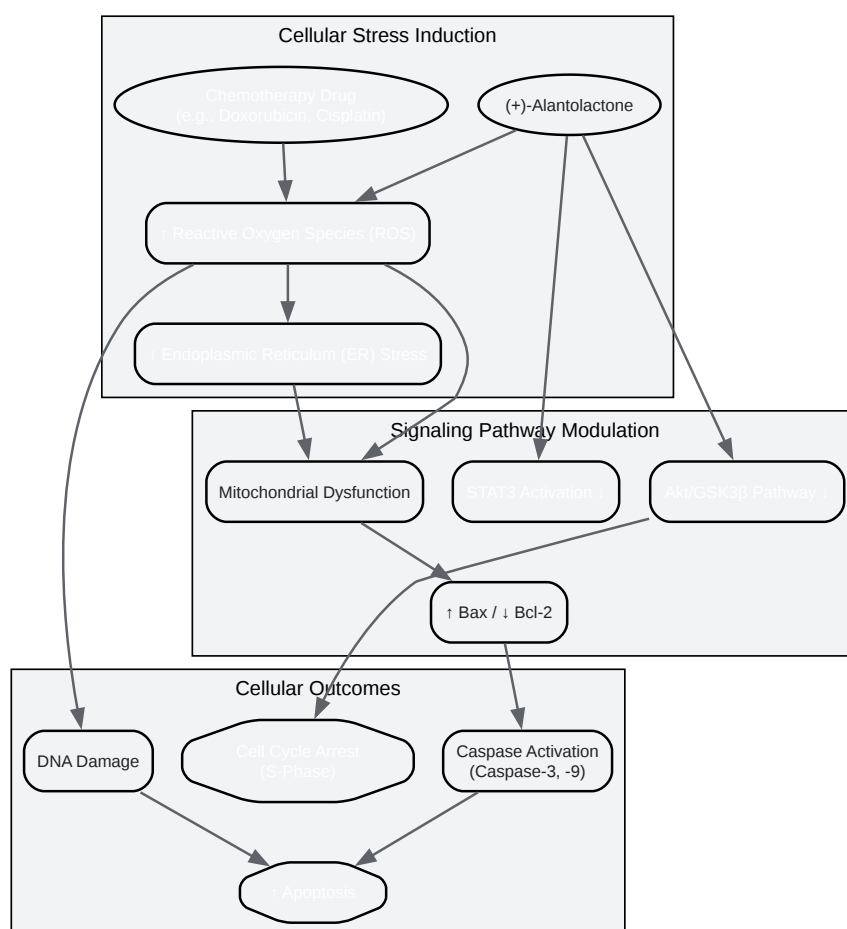 Cellular Stress Induction
Chemotherapy Drug
(e.g., Doxorubicin, Cisplatin)
(+)-Alantolactone
↑ Reactive Oxygen Species (ROS)
↑ Endoplasmic Reticulum (ER) Stress
Signaling Pathway Modulation
Mitochondrial Dysfunction
STAT3 Activation ↓
Akt/GSK3β Pathway ↓
↑ Bax / ↓ Bcl-2
Cellular Outcomes
DNA Damage
Cell Cycle Arrest
(S-Phase)
Caspase Activation
(Caspase-3, -9)
↑ Apoptosis